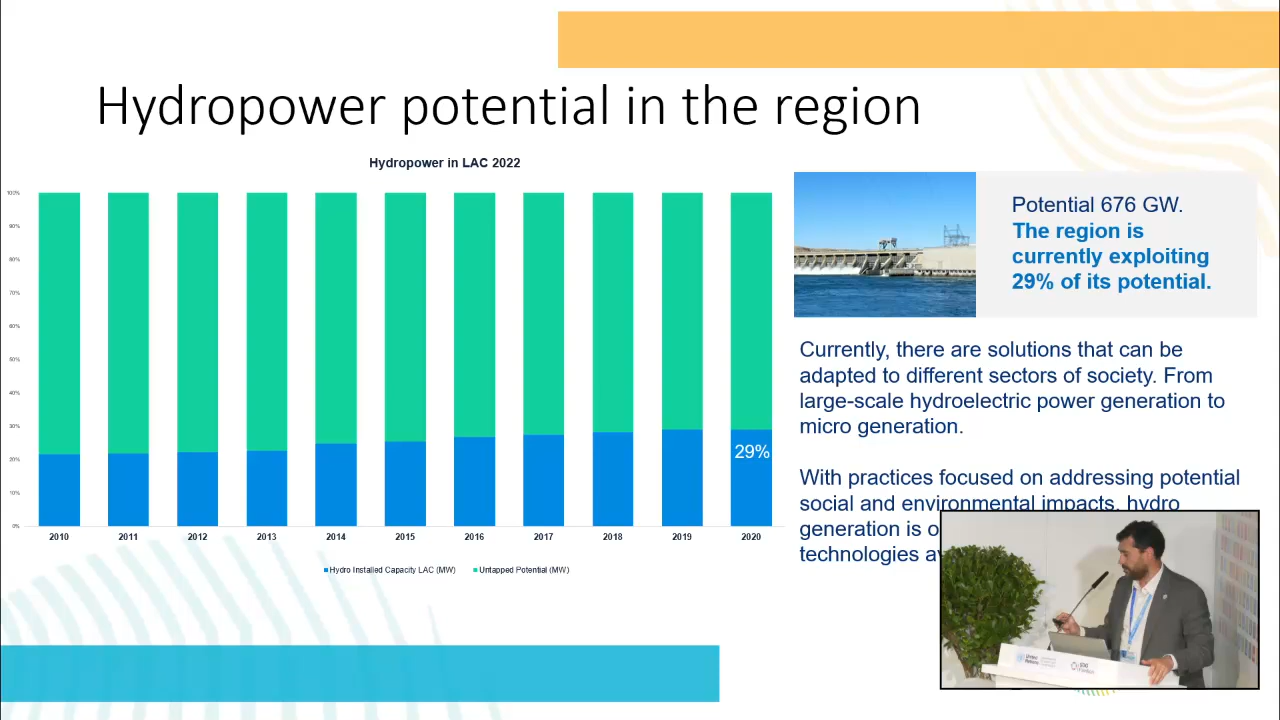 Hydropower potential in the region
Hydropower in LAC 2022
100%
90%
80%
70%
60%
50%
40%
30%
20%
10%
0%
29%
2010 2011 2012 2013 2014 2015 2016 2017 2018 2019 2020
Hydro Installed Capacity LAC (MW) Untapped Potential (MW)
Potential 676 GW.
The region is
currently exploiting
29% of its potential.
Currently, there are solutions that can be
adapted to different sectors of society. From
large-scale hydroelectric power generation to
micro generation.
With practices focused on addressing potential
social and environmental impacts, hydro
generation is
technologies
United
Nations